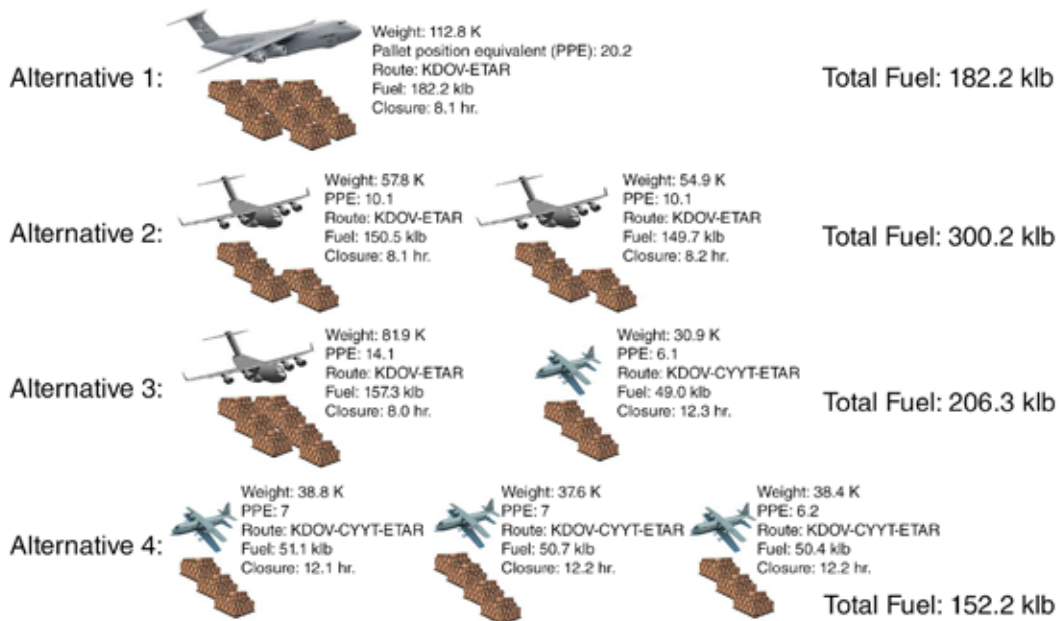 Alternative 1:
Weight: 112.8 K
Pallet position equivalent (PPE): 20.2
Route: KDOV-ETAR
Fuel: 182.2 klb
Closure: 8.1 hr.
Total Fuel: 182.2 klb
Alternative 2:
Weight: 57.8 K
PPE: 10.1
Route: KDOV-ETAR
Fuel: 150.5 klb
Closure: 8.1 hr.
Weight: 54.9 K
PPE: 10.1
Route: KDOV-ETAR
Fuel: 149.7 klb
Closure: 8.2 hr.
Total Fuel: 300.2 klb
Alternative 3:
Weight: 81.9 K
PPE: 14.1
Route: KDOV-ETAR
Fuel: 157.3 klb
Closure: 8.0 hr.
Weight: 30.9 K
PPE: 6.1
Route: KDOV-CYYT-ETAR
Fuel: 49.0 klb
Closure: 12.3 hr.
Total Fuel: 206.3 klb
Alternative 4:
Weight: 38.8 K
PPE: 7
Route: KDOV-CYYT-ETAR
Fuel: 51.1 klb
Closure: 12.1 hr.
Weight: 37.6 K
PPE: 7
Route: KDOV-CYYT-ETAR
Fuel: 50.7 klb
Closure: 12.2 hr.
Weight: 38.4 K
PPE: 6.2
Route: KDOV-CYYT-ETAR
Fuel: 50.4 klb
Closure: 12.2 hr.
Total Fuel: 152.2 klb